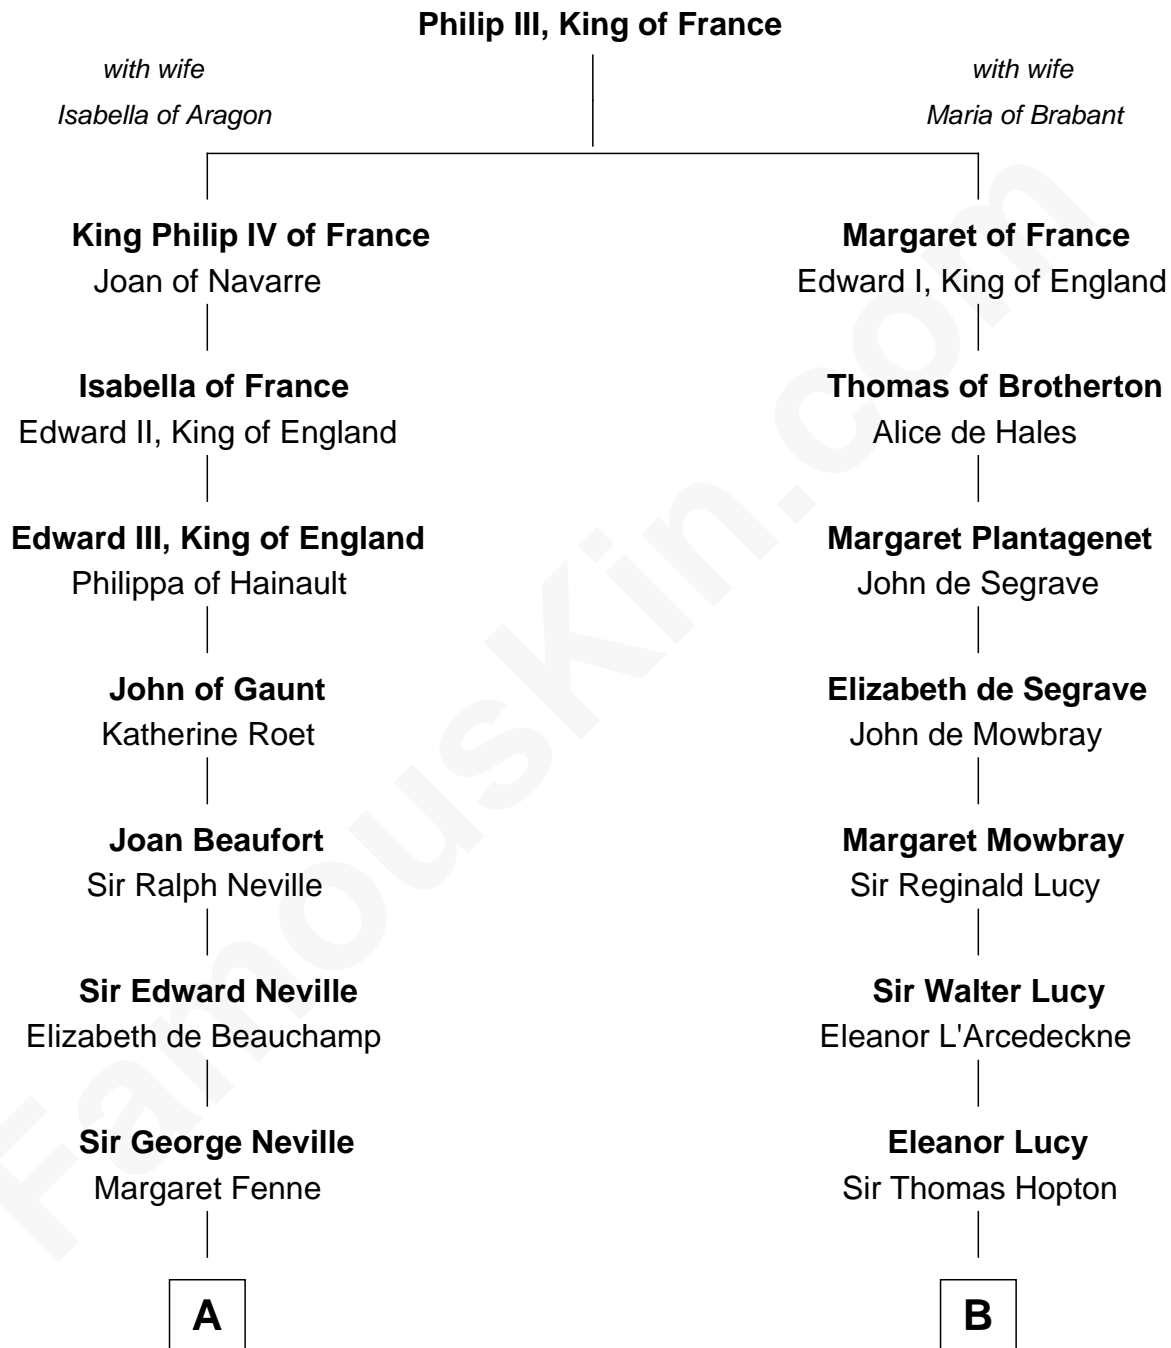 Philip III, King of France
with wife
Isabella of Aragon
with wife
Maria of Brabant
King Philip IV of France
Joan of Navarre
Margaret of France
Edward I, King of England
Isabella of France
Edward II, King of England
Thomas of Brotherton
Alice de Hales
Edward III, King of England
Philippa of Hainault
Margaret Plantagenet
John de Segrave
John of Gaunt
Katherine Roet
Elizabeth de Segrave
John de Mowbray
Joan Beaufort
Sir Ralph Neville
Margaret Mowbray
Sir Reginald Lucy
Sir Edward Neville
Elizabeth de Beauchamp
Sir Walter Lucy
Eleanor L'Arcedeckne
Sir George Neville
Margaret Fenne
Eleanor Lucy
Sir Thomas Hopton
A
B
FamousKin.com